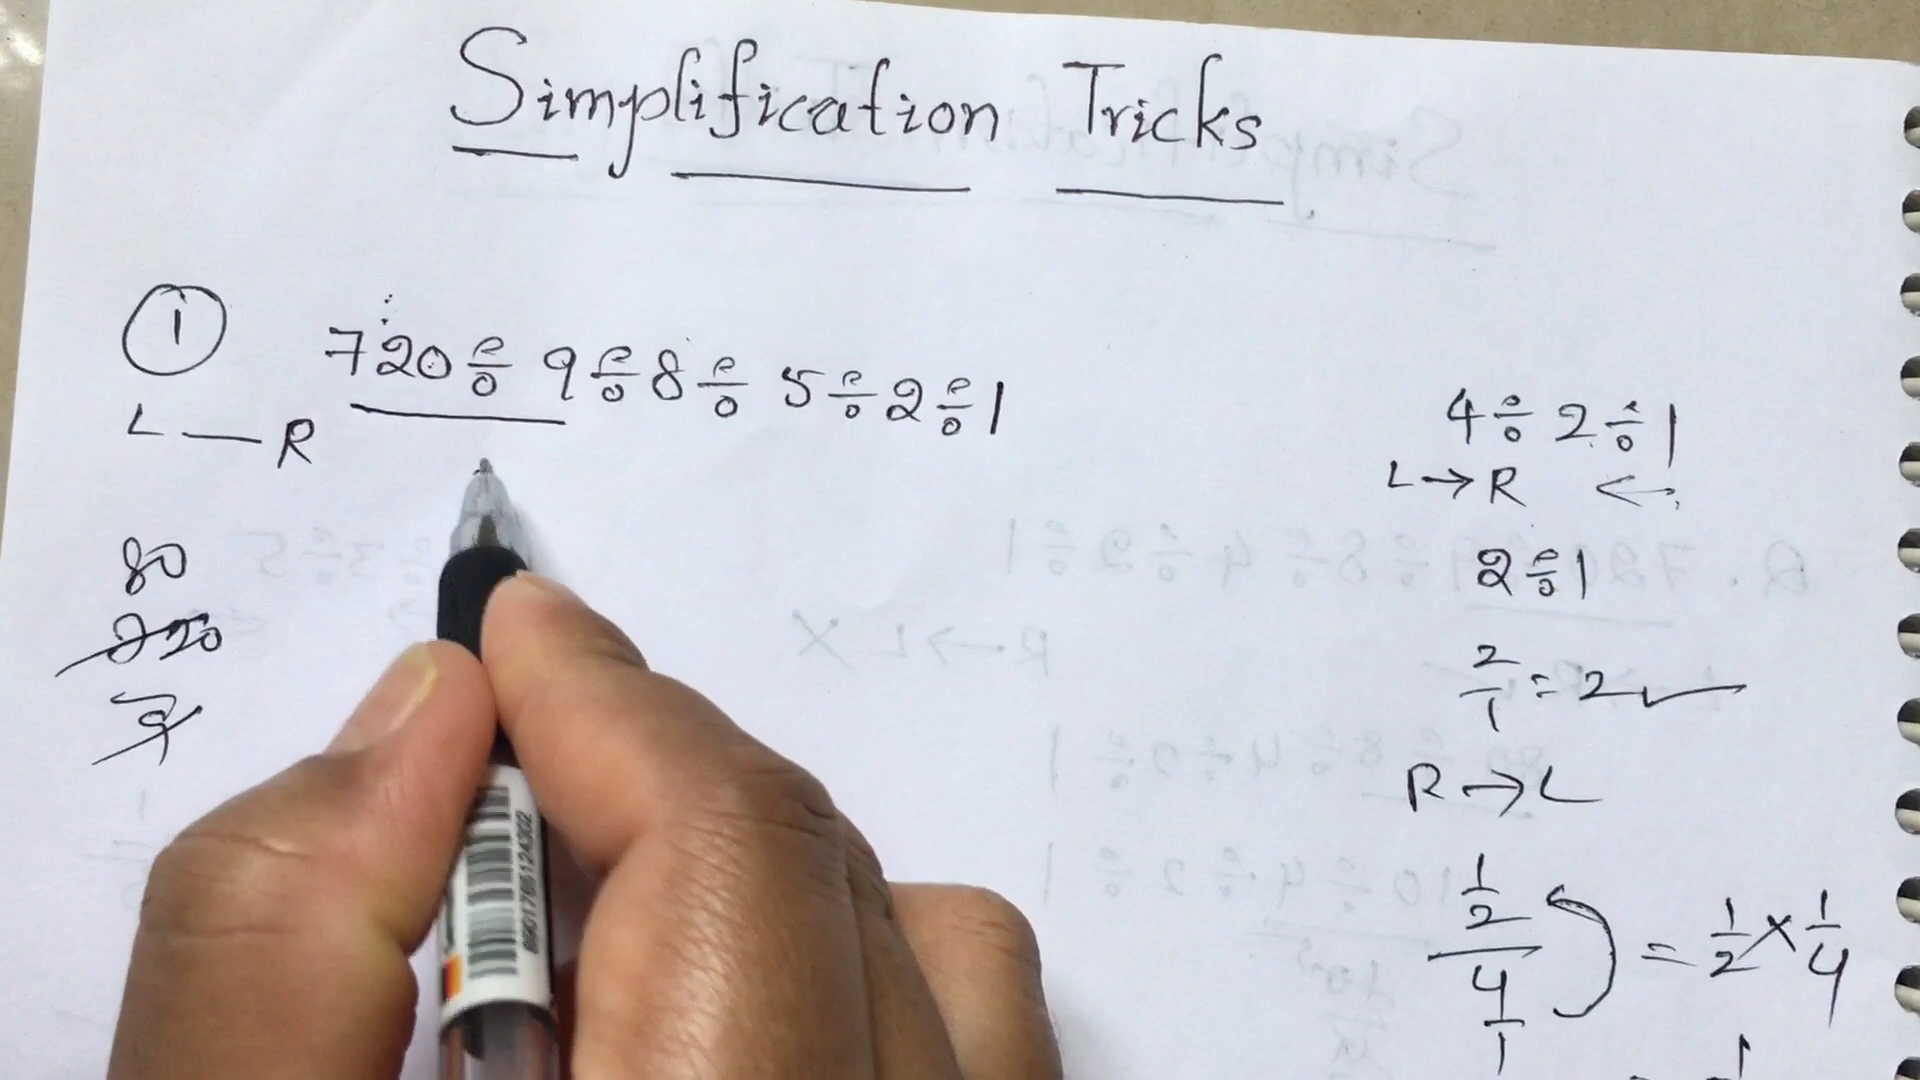 Simplification Tricks
① 720 ÷ 9 ÷ 8 ÷ 5 ÷ 2 ÷ 1
L — R
80
720
9
4 ÷ 2 ÷ 1
L → R ←
2 ÷ 1
2/1 = 2 ✓
R → L
1/2 / 4/1 = 1/2 × 1/4
8901765124302